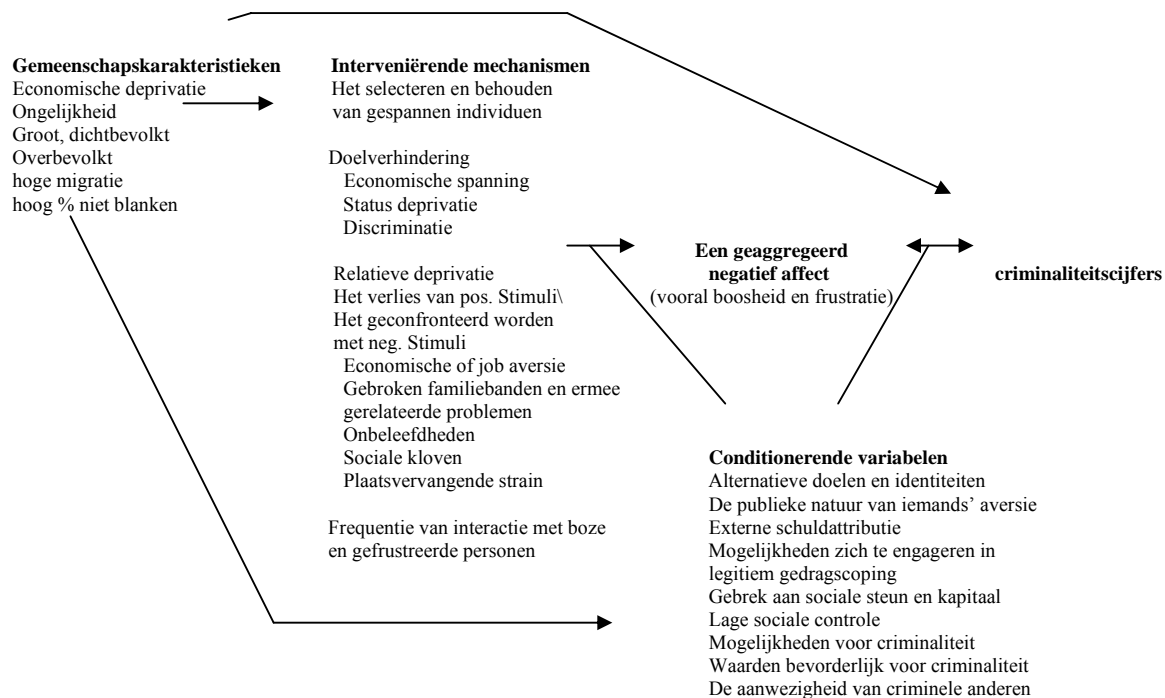 Gemeenschapskarakteristieken
Economische deprivatie
Ongelijkheid
Groot, dichtbevolkt
Overbevolkt
hoge migratie
hoog % niet blanken
Interveniërende mechanismen
Het selecteren en behouden
van gespannen individuen
Doelverhindering
Economische spanning
Status deprivatie
Discriminatie
Relatieve deprivatie
Het verlies van pos. Stimuli\
Het geconfronteerd worden
met neg. Stimuli
Economische of job aversie
Gebroken familiebanden en ermee
gerelateerde problemen
Onbeleefdheden
Sociale kloven
Plaatsvervangende strain
Frequentie van interactie met boze
en gefrustreerde personen
Een geaggregeerd
negatief affect
(vooral boosheid en frustratie)
criminaliteitscijfers
Conditionerende variabelen
Alternatieve doelen en identiteiten
De publieke natuur van iemands’ aversie
Externe schuldattributie
Mogelijkheden zich te engageren in
legitiem gedragscoping
Gebrek aan sociale steun en kapitaal
Lage sociale controle
Mogelijkheden voor criminaliteit
Waarden bevorderlijk voor criminaliteit
De aanwezigheid van criminele anderen